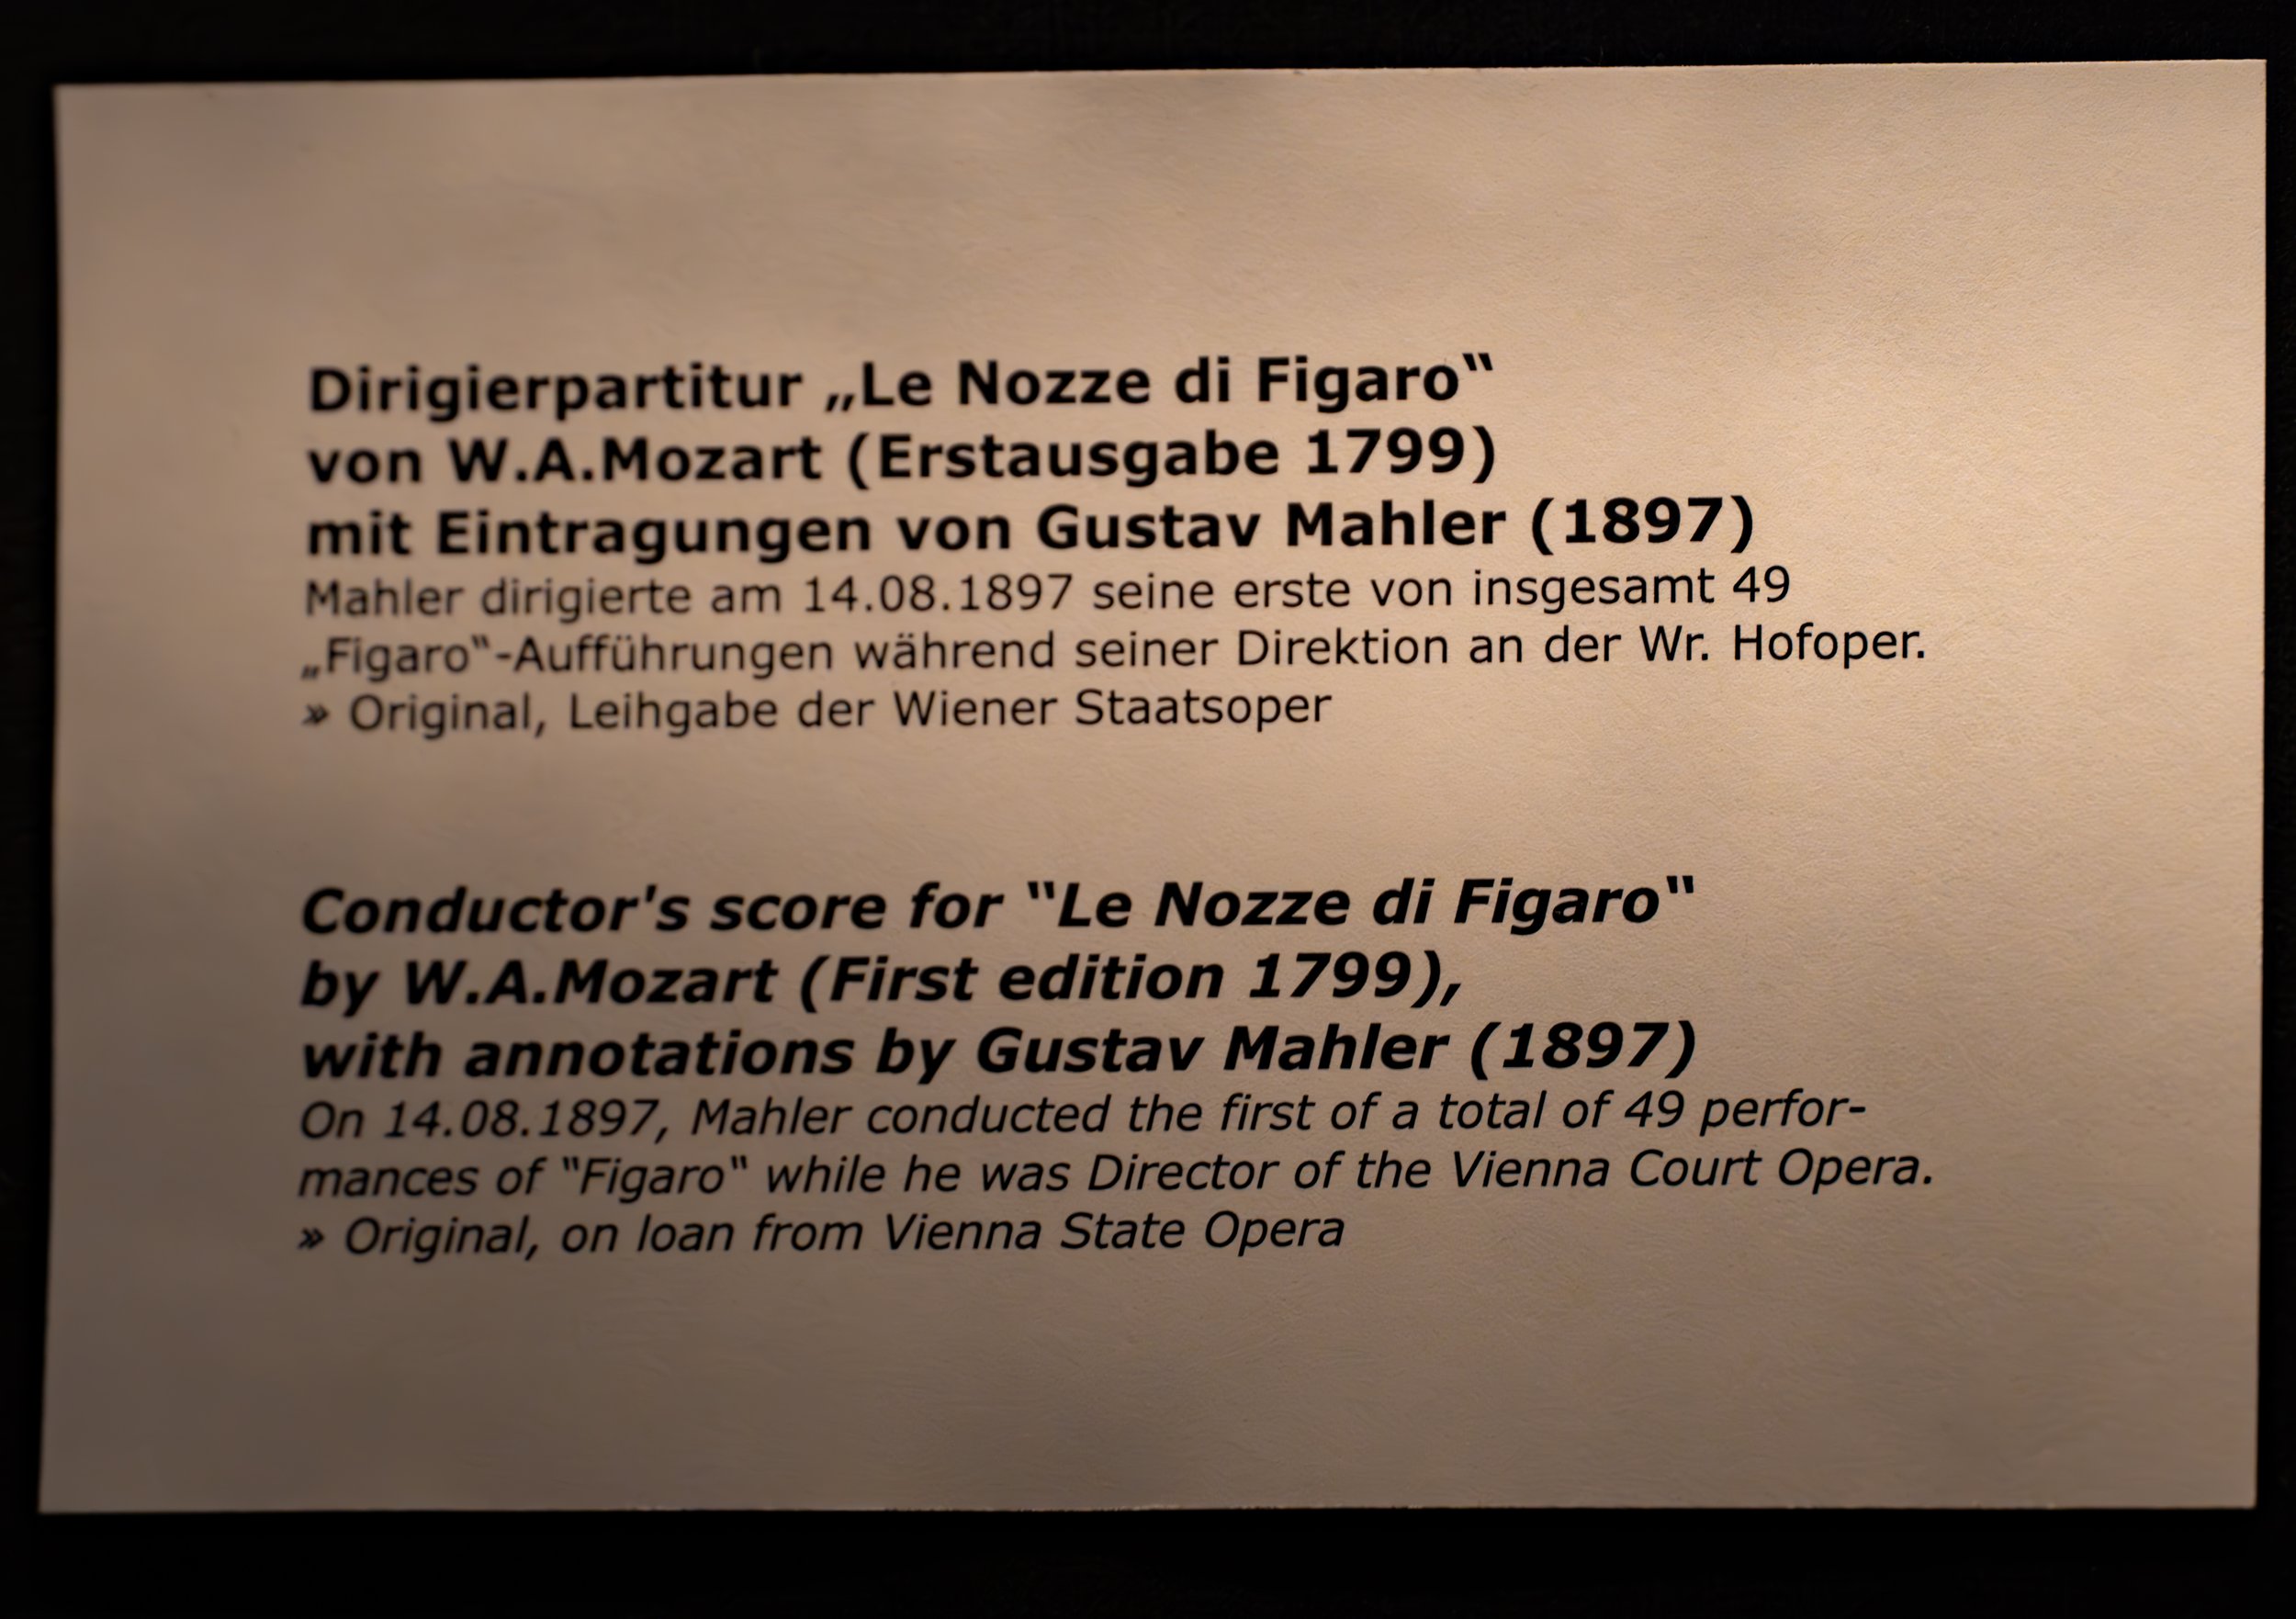 Dirigierpartitur „Le Nozze di Figaro‟
von W.A.Mozart (Erstausgabe 1799)
mit Eintragungen von Gustav Mahler (1897)
Mahler dirigierte am 14.08.1897 seine erste von insgesamt 49
„Figaro‟-Aufführungen während seiner Direktion an der Wr. Hofoper.
» Original, Leihgabe der Wiener Staatsoper
Conductor's score for ‟Le Nozze di Figaro‟
by W.A.Mozart (First edition 1799),
with annotations by Gustav Mahler (1897)
On 14.08.1897, Mahler conducted the first of a total of 49 perfor-
mances of ‟Figaro‟ while he was Director of the Vienna Court Opera.
» Original, on loan from Vienna State Opera